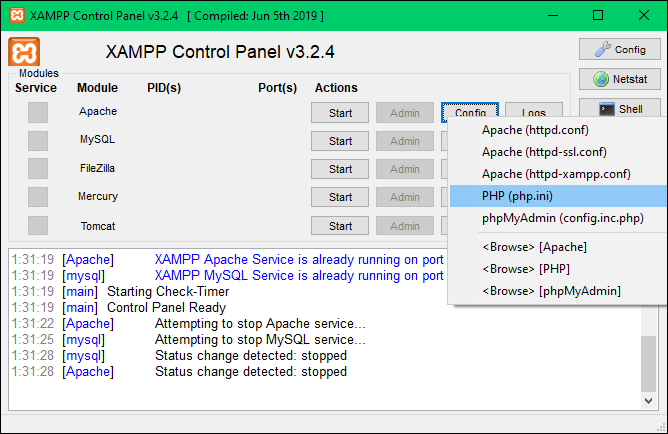 XAMPP Control Panel v3.2.4 [ Compiled: Jun 5th 2019 ]
XAMPP Control Panel v3.2.4
Config
Netstat
Shell
Modules
Service Module PID(s) Port(s) Actions
Apache Start Admin Config Logs
MySQL Start Admin
FileZilla Start Admin
Mercury Start Admin
Tomcat Start Admin
Apache (httpd.conf)
Apache (httpd-ssl.conf)
Apache (httpd-xampp.conf)
PHP (php.ini)
phpMyAdmin (config.inc.php)
<Browse> [Apache]
<Browse> [PHP]
<Browse> [phpMyAdmin]
1:31:19 [Apache] XAMPP Apache Service is already running on port
1:31:19 [mysql] XAMPP MySQL Service is already running on port
1:31:19 [main] Starting Check-Timer
1:31:19 [main] Control Panel Ready
1:31:22 [Apache] Attempting to stop Apache service...
1:31:25 [mysql] Attempting to stop MySQL service...
1:31:28 [mysql] Status change detected: stopped
1:31:28 [Apache] Status change detected: stopped